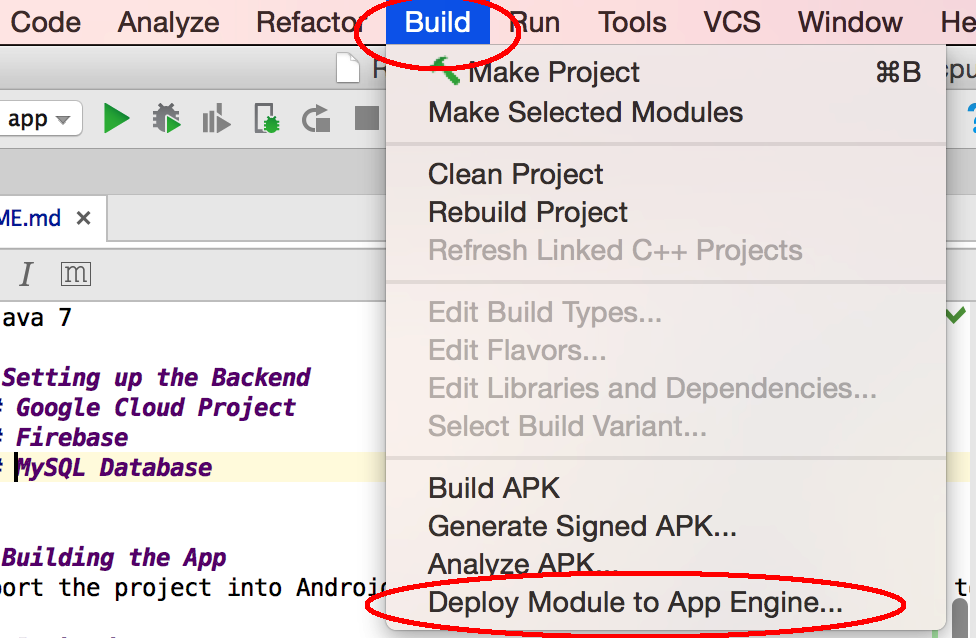 Code Analyze Refactor Build Run Tools VCS Window He
Make Project ⌘B
Make Selected Modules
app
Clean Project
Rebuild Project
ME.md
Refresh Linked C++ Projects
I m
Edit Build Types...
ava 7
Edit Flavors...
Setting up the Backend
Edit Libraries and Dependencies...
# Google Cloud Project
Select Build Variant...
# Firebase
# MySQL Database
Build APK
Generate Signed APK...
Building the App
Analyze APK...
port the project into Android
Deploy Module to App Engine...